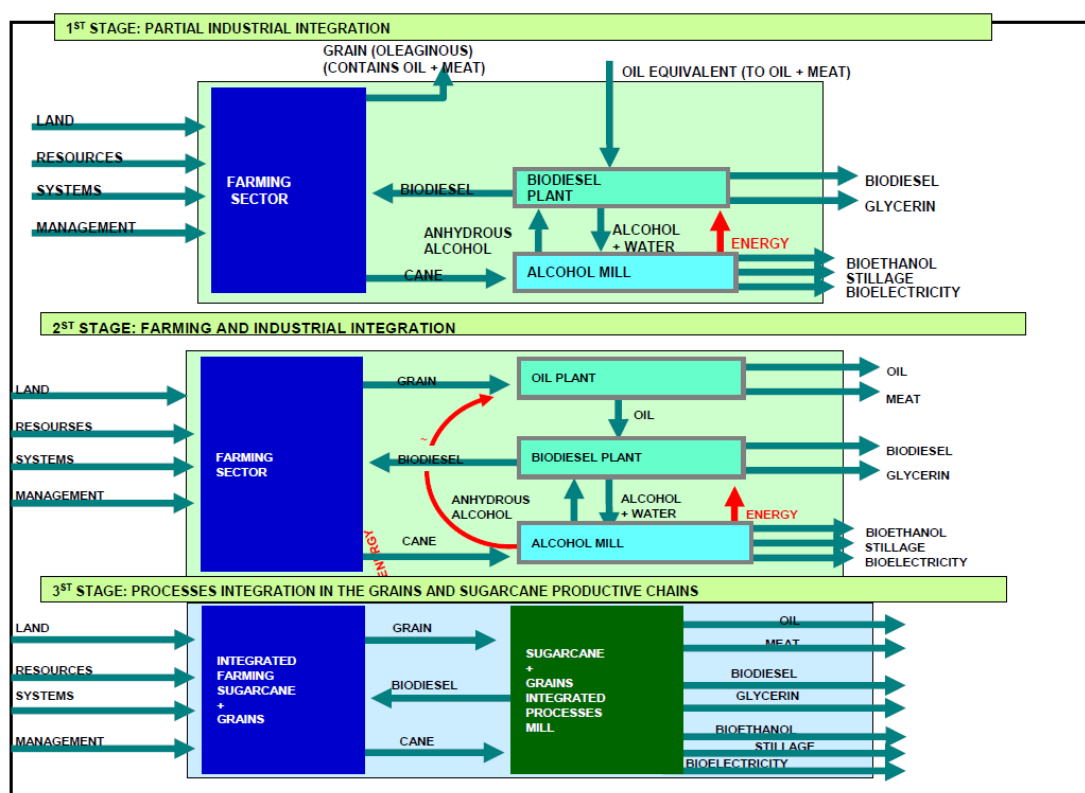 1ST STAGE: PARTIAL INDUSTRIAL INTEGRATION
GRAIN (OLEAGINOUS)
(CONTAINS OIL + MEAT)
OIL EQUIVALENT (TO OIL + MEAT)
LAND
RESOURCES
SYSTEMS
MANAGEMENT
FARMING
SECTOR
BIODIESEL
BIODIESEL
PLANT
BIODIESEL
GLYCERIN
ANHYDROUS
ALCOHOL
ALCOHOL
+ WATER
ENERGY
CANE
ALCOHOL MILL
BIOETHANOL
STILLAGE
BIOELECTRICITY
2ST STAGE: FARMING AND INDUSTRIAL INTEGRATION
LAND
RESOURSES
SYSTEMS
MANAGEMENT
FARMING
SECTOR
GRAIN
OIL PLANT
OIL
MEAT
OIL
~
BIODIESEL
BIODIESEL PLANT
BIODIESEL
GLYCERIN
ANHYDROUS
ALCOHOL
ALCOHOL
+ WATER
ENERGY
CANE
ENERGY
ALCOHOL MILL
BIOETHANOL
STILLAGE
BIOELECTRICITY
3ST STAGE: PROCESSES INTEGRATION IN THE GRAINS AND SUGARCANE PRODUCTIVE CHAINS
LAND
RESOURCES
SYSTEMS
MANAGEMENT
INTEGRATED
FARMING
SUGARCANE
+
GRAINS
GRAIN
BIODIESEL
CANE
SUGARCANE
+
GRAINS
INTEGRATED
PROCESSES
MILL
OIL
MEAT
BIODIESEL
GLYCERIN
BIOETHANOL
STILLAGE
BIOELECTRICITY